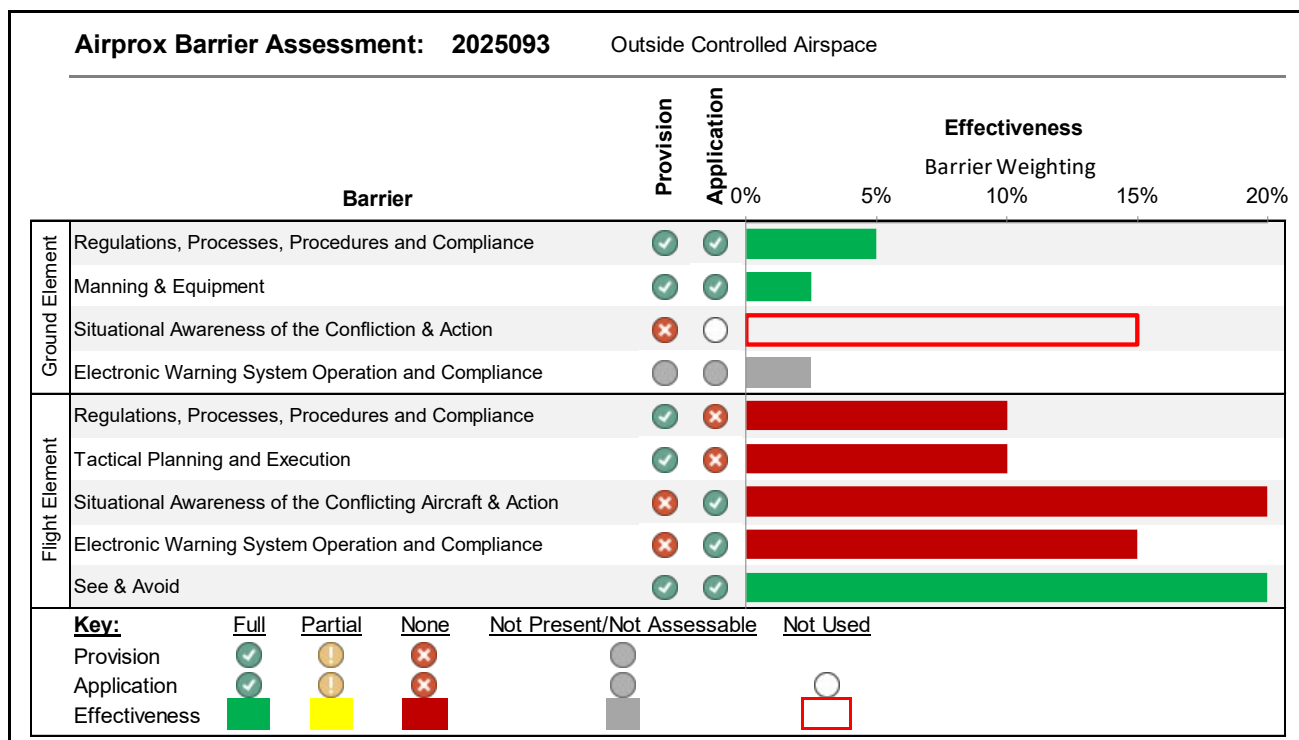 Airprox Barrier Assessment: 2025093 Outside Controlled Airspace
Barrier
Provision
Application
Effectiveness
Barrier Weighting
0% 5% 10% 15% 20%
Ground Element
Regulations, Processes, Procedures and Compliance
Manning & Equipment
Situational Awareness of the Confliction & Action
Electronic Warning System Operation and Compliance
Flight Element
Regulations, Processes, Procedures and Compliance
Tactical Planning and Execution
Situational Awareness of the Conflicting Aircraft & Action
Electronic Warning System Operation and Compliance
See & Avoid
Key: Full Partial None Not Present/Not Assessable Not Used
Provision
Application
Effectiveness